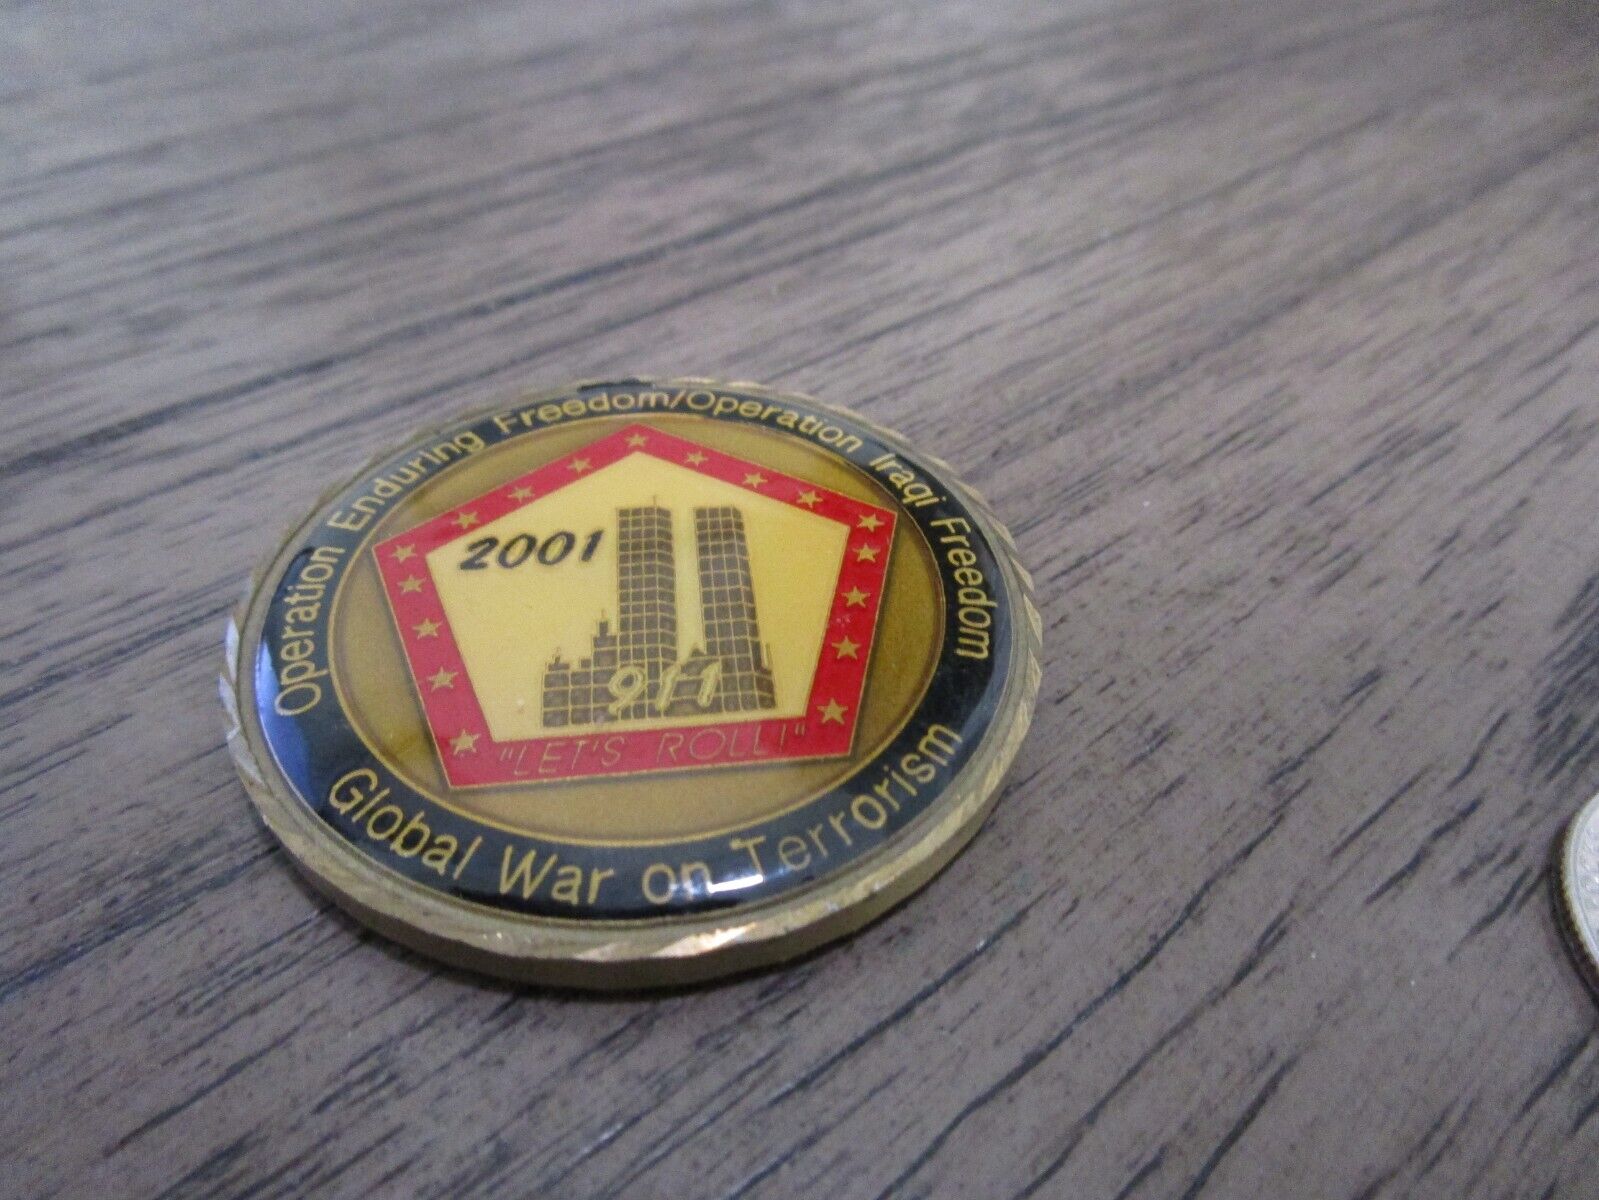 Operation Enduring Freedom/Operation Iraqi Freedom
2001
911
"LET'S ROLL!"
Global War on Terrorism